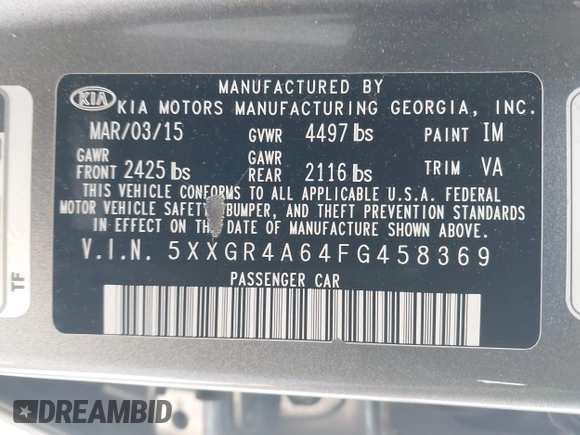 MANUFACTURED BY
KIA KIA MOTORS MANUFACTURING GEORGIA, INC.
MAR/03/15 GVWR 4497 lbs PAINT IM
GAWR FRONT 2425 lbs GAWR REAR 2116 lbs TRIM VA
THIS VEHICLE CONFORMS TO ALL APPLICABLE U.S.A. FEDERAL
MOTOR VEHICLE SAFETY, BUMPER, AND THEFT PREVENTION STANDARDS
IN EFFECT ON THE DATE OF MANUFACTURE SHOWN ABOVE.
V.I.N. 5XXGR4A64FG458369
PASSENGER CAR
TF
DREAMBID